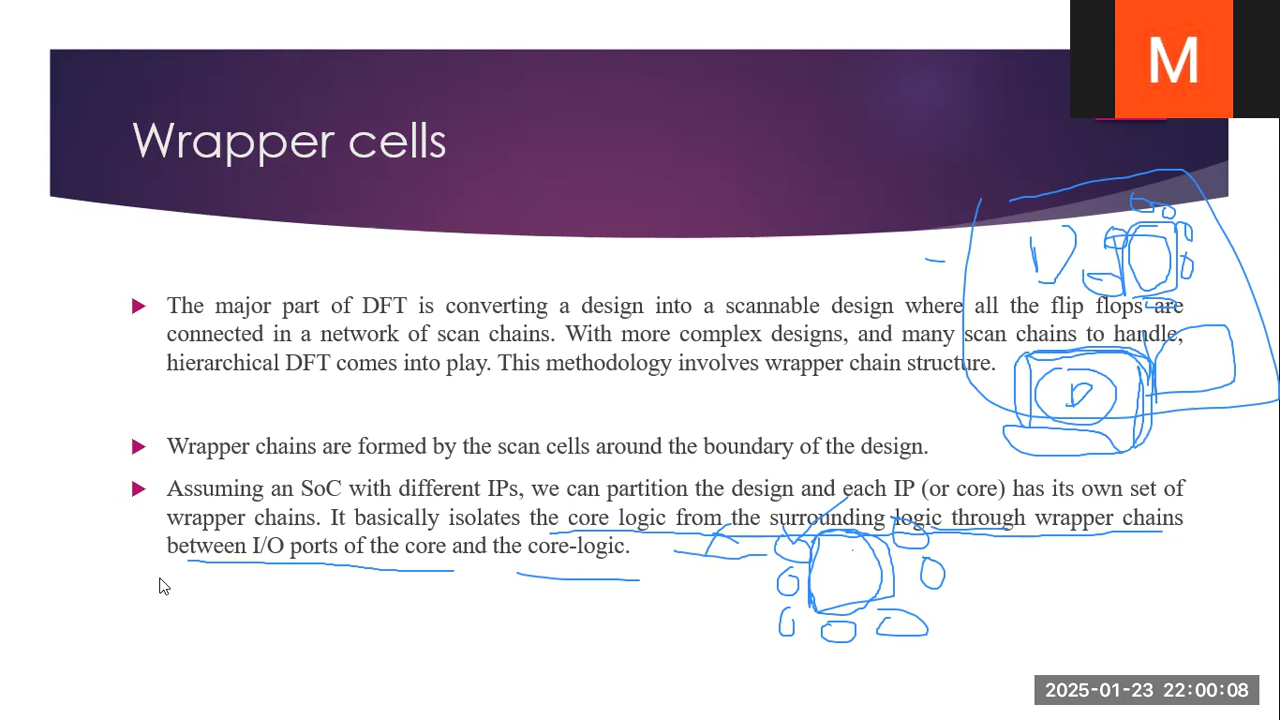 M
Wrapper cells
The major part of DFT is converting a design into a scannable design where all the flip flops are
connected in a network of scan chains. With more complex designs, and many scan chains to handle,
hierarchical DFT comes into play. This methodology involves wrapper chain structure.
D
D
Wrapper chains are formed by the scan cells around the boundary of the design.
Assuming an SoC with different IPs, we can partition the design and each IP (or core) has its own set of
wrapper chains. It basically isolates the core logic from the surrounding logic through wrapper chains
between I/O ports of the core and the core-logic.
2025-01-23 22:00:08